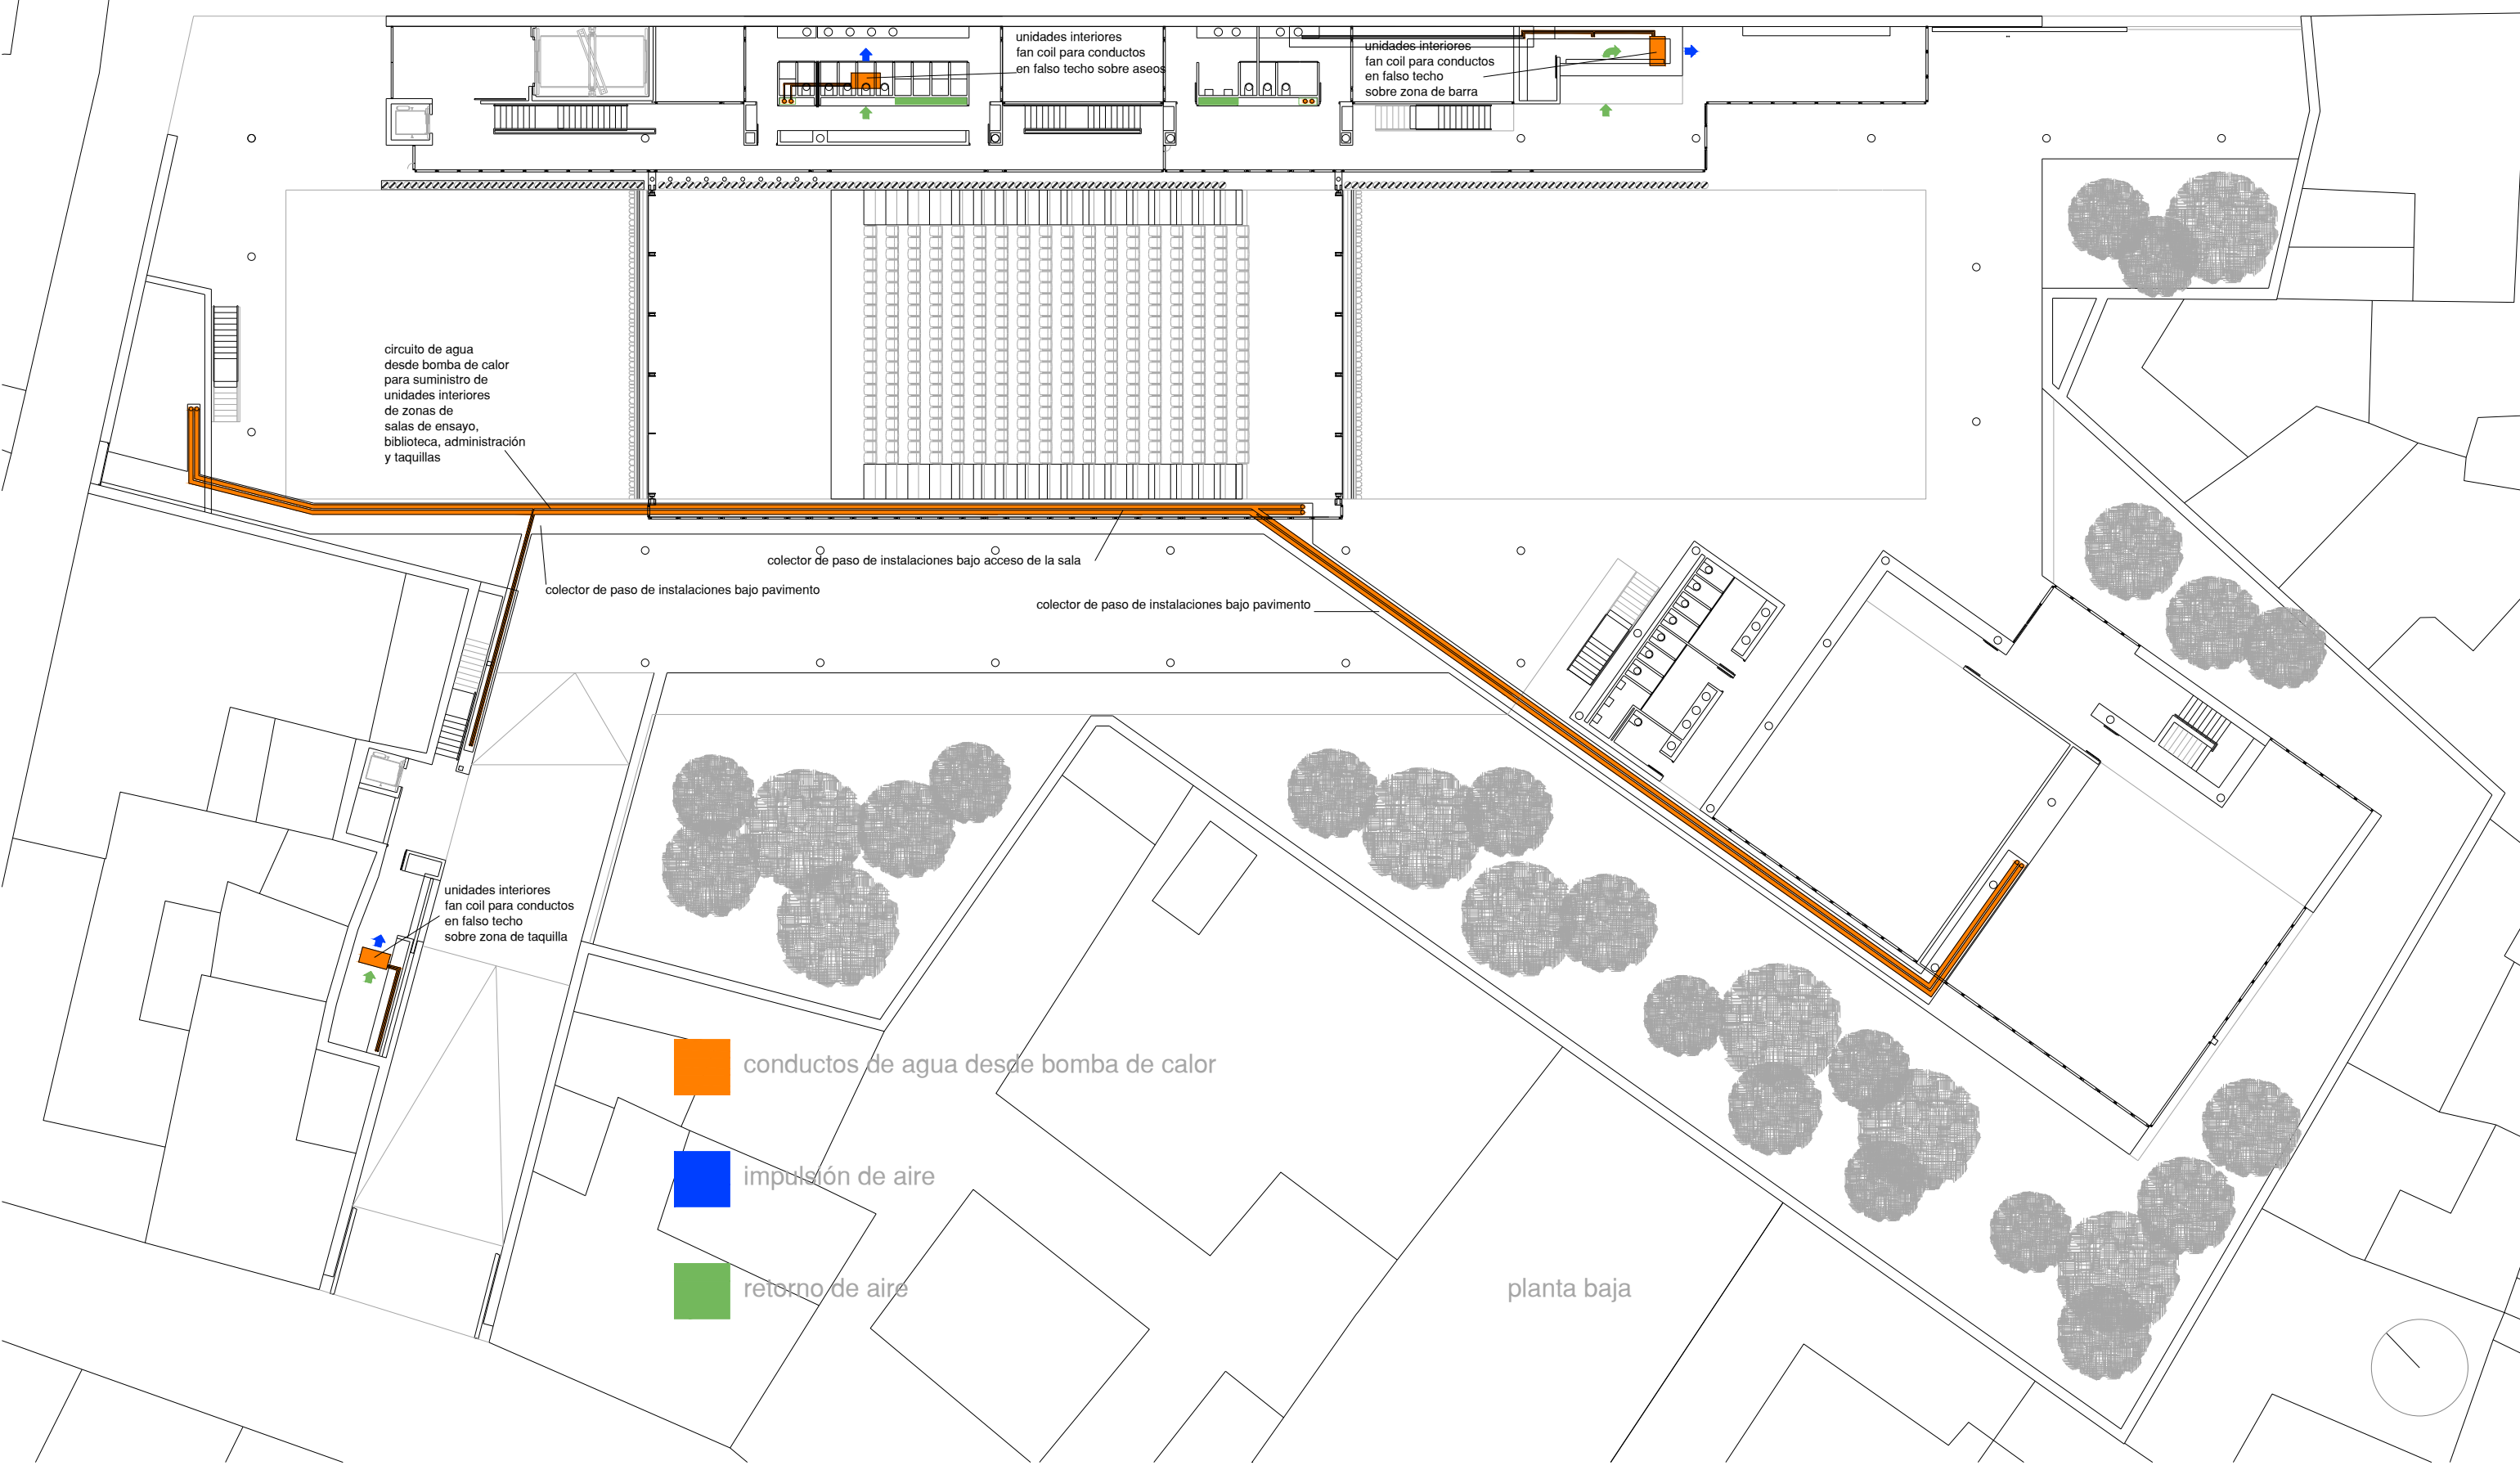 unidades interiores
fan coil para conductos
en falso techo sobre aseos
unidades interiores
fan coil para conductos
en falso techo
sobre zona de barra
circuito de agua
desde bomba de calor
para suministro de
unidades interiores
de zonas de
salas de ensayo,
biblioteca, administración
y taquillas
colector de paso de instalaciones bajo acceso de la sala
colector de paso de instalaciones bajo pavimento
colector de paso de instalaciones bajo pavimento
unidades interiores
fan coil para conductos
en falso techo
sobre zona de taquilla
conductos de agua desde bomba de calor
impulsión de aire
retorno de aire
planta baja